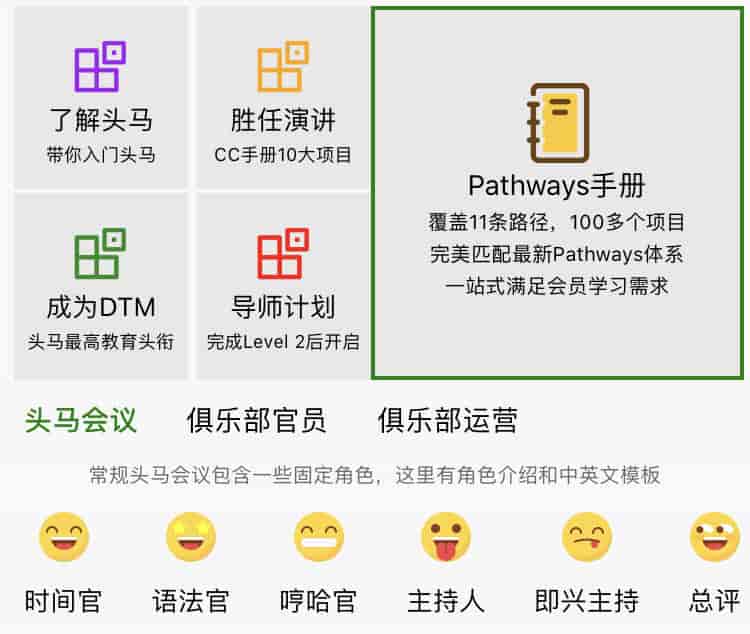 了解头马
带你入门头马
胜任演讲
CC手册10大项目
成为DTM
头马最高教育头衔
导师计划
完成Level 2后开启
Pathways手册
覆盖11条路径，100多个项目
完美匹配最新Pathways体系
一站式满足会员学习需求
头马会议 俱乐部官员 俱乐部运营
常规头马会议包含一些固定角色，这里有角色介绍和中英文模板
时间官 语法官 哼哈官 主持人 即兴主持 总评